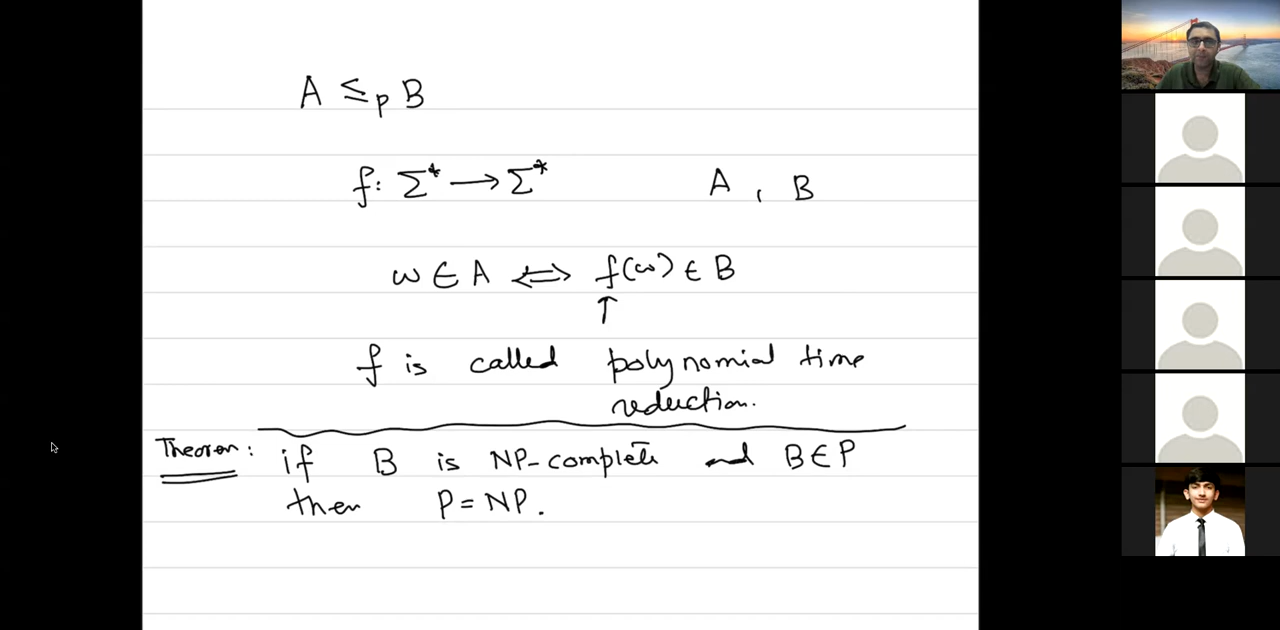 A ≤p B
f: Σ* → Σ* A , B
w ∈ A ⟺ f(w) ∈ B
↑
f is called polynomial time
reduction.
Theorem: if B is NP-complete and B ∈ P
then P = NP.